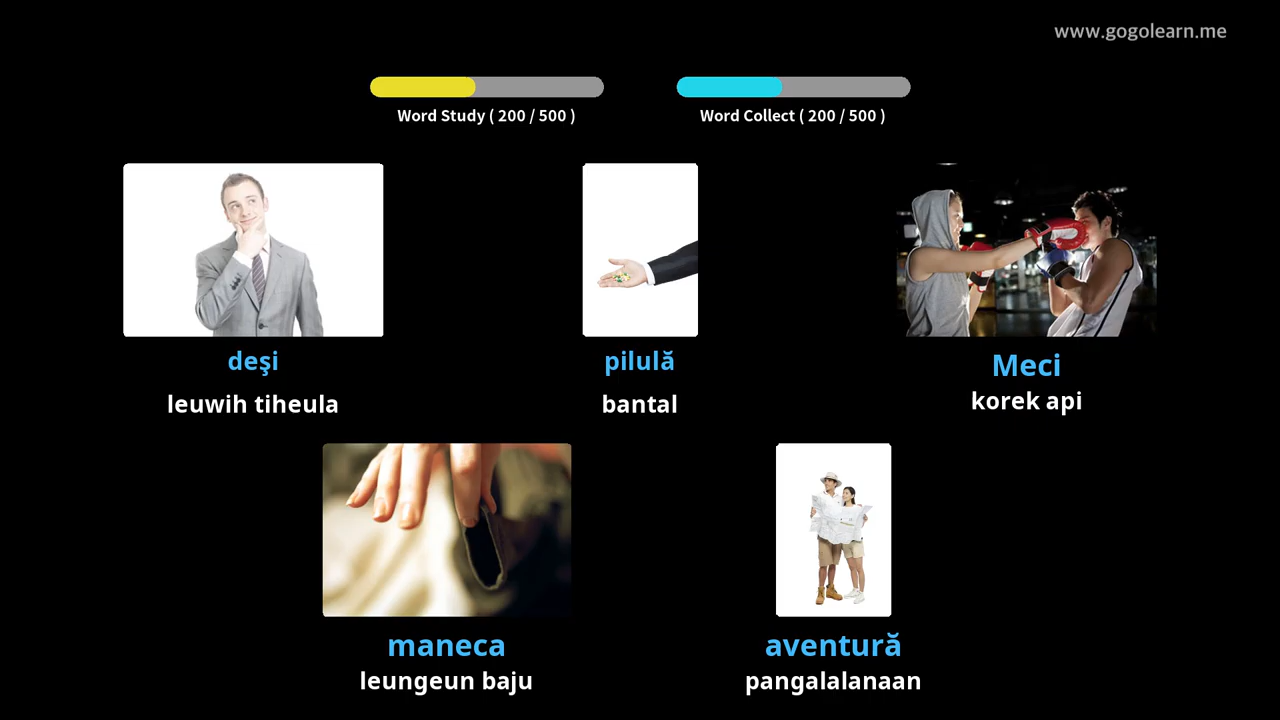 www.gogolearn.me
Word Study ( 200 / 500 )
Word Collect ( 200 / 500 )
deşi
leuwih tiheula
pilulă
bantal
Meci
korek api
maneca
leungeun baju
aventură
pangalalanaan